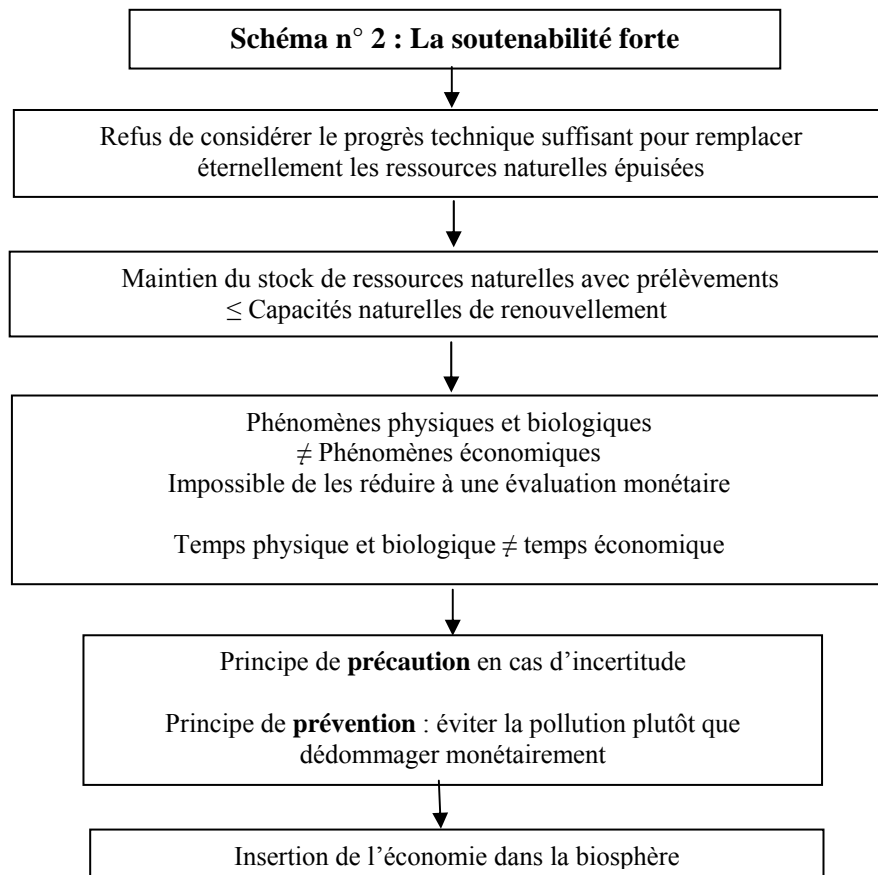 Schéma n° 2 : La soutenabilité forte
Refus de considérer le progrès technique suffisant pour remplacer
éternellement les ressources naturelles épuisées
Maintien du stock de ressources naturelles avec prélèvements
≤ Capacités naturelles de renouvellement
Phénomènes physiques et biologiques
≠ Phénomènes économiques
Impossible de les réduire à une évaluation monétaire
Temps physique et biologique ≠ temps économique
Principe de précaution en cas d’incertitude
Principe de prévention : éviter la pollution plutôt que
dédommager monétairement
Insertion de l’économie dans la biosphère